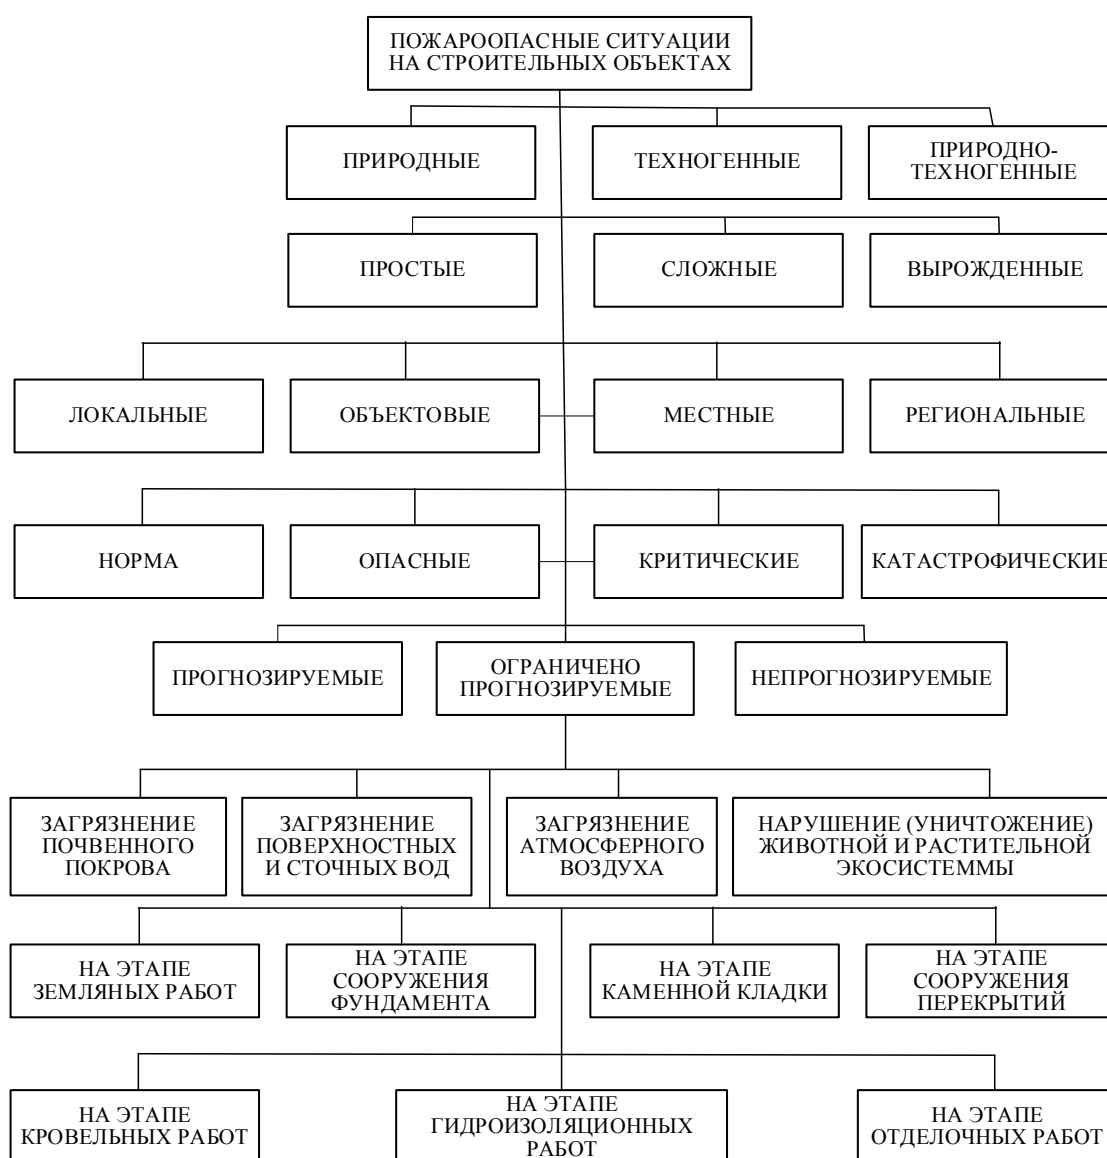 ПОЖАРООПАСНЫЕ СИТУАЦИИ
НА СТРОИТЕЛЬНЫХ ОБЪЕКТАХ
ПРИРОДНЫЕ
ТЕХНОГЕННЫЕ
ПРИРОДНО-
ТЕХНОГЕННЫЕ
ПРОСТЫЕ
СЛОЖНЫЕ
ВЫРОЖДЕННЫЕ
ЛОКАЛЬНЫЕ
ОБЪЕКТОВЫЕ
МЕСТНЫЕ
РЕГИОНАЛЬНЫЕ
НОРМА
ОПАСНЫЕ
КРИТИЧЕСКИЕ
КАТАСТРОФИЧЕСКИЕ
ПРОГНОЗИРУЕМЫЕ
ОГРАНИЧЕНО
ПРОГНОЗИРУЕМЫЕ
НЕПРОГНОЗИРУЕМЫЕ
ЗАГРЯЗНЕНИЕ
ПОЧВЕННОГО
ПОКРОВА
ЗАГРЯЗНЕНИЕ
ПОВЕРХНОСТНЫХ
И СТОЧНЫХ ВОД
ЗАГРЯЗНЕНИЕ
АТМОСФЕРНОГО
ВОЗДУХА
НАРУШЕНИЕ (УНИЧТОЖЕНИЕ)
ЖИВОТНОЙ И РАСТИТЕЛЬНОЙ
ЭКОСИСТЕММЫ
НА ЭТАПЕ
ЗЕМЛЯНЫХ РАБОТ
НА ЭТАПЕ
СООРУЖЕНИЯ
ФУНДАМЕНТА
НА ЭТАПЕ
КАМЕННОЙ КЛАДКИ
НА ЭТАПЕ
СООРУЖЕНИЯ
ПЕРЕКРЫТИЙ
НА ЭТАПЕ
КРОВЕЛЬНЫХ РАБОТ
НА ЭТАПЕ
ГИДРОИЗОЛЯЦИОННЫХ
РАБОТ
НА ЭТАПЕ
ОТДЕЛОЧНЫХ РАБОТ